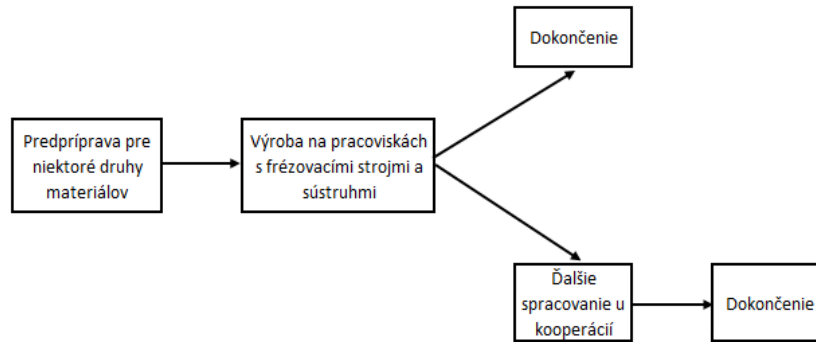 Dokončenie
Predpríprava pre
niektoré druhy
materiálov
Výroba na pracoviskách
s frézovacími strojmi a
sústruhmi
Ďalšie
spracovanie u
kooperácií
Dokončenie